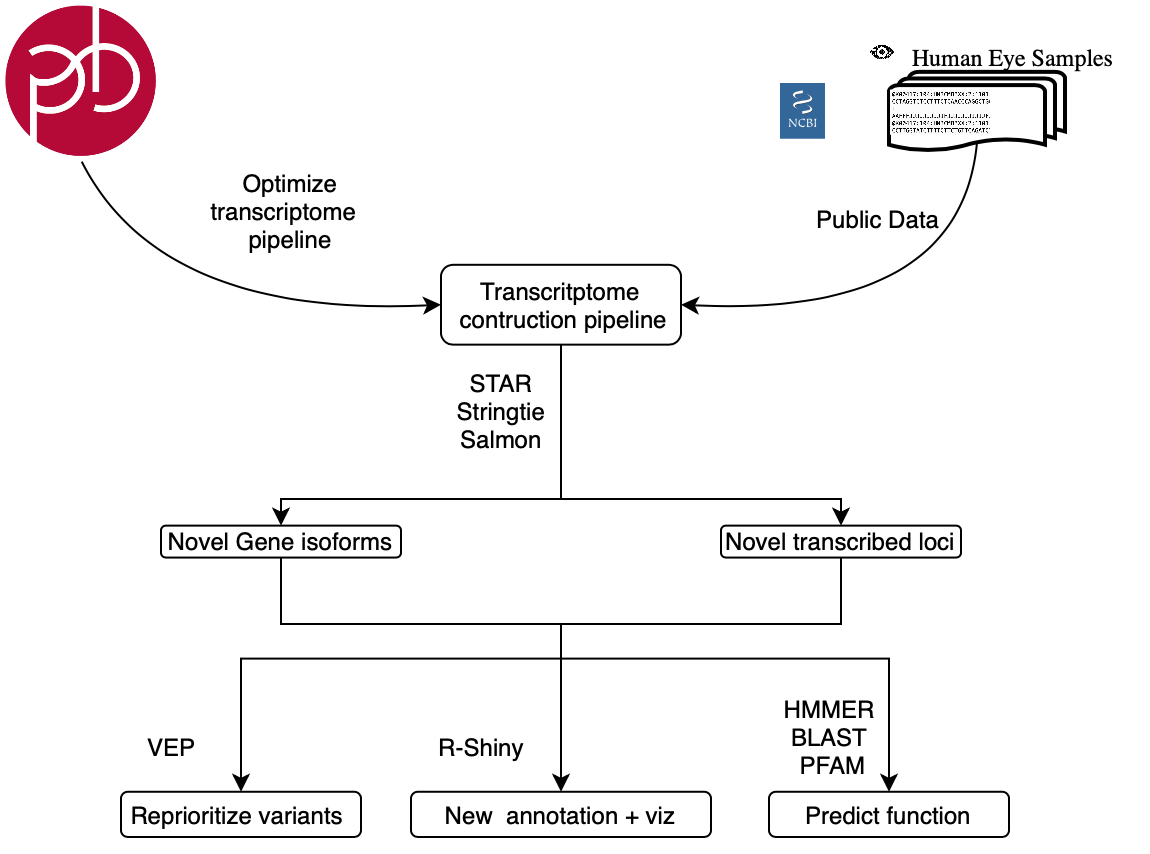 pb
Human Eye Samples
NCBI
Optimize
transcriptome
pipeline
Public Data
Transcritptome
contruction pipeline
STAR
Stringtie
Salmon
Novel Gene isoforms
Novel transcribed loci
VEP
R-Shiny
HMMER
BLAST
PFAM
Reprioritize variants
New annotation + viz
Predict function